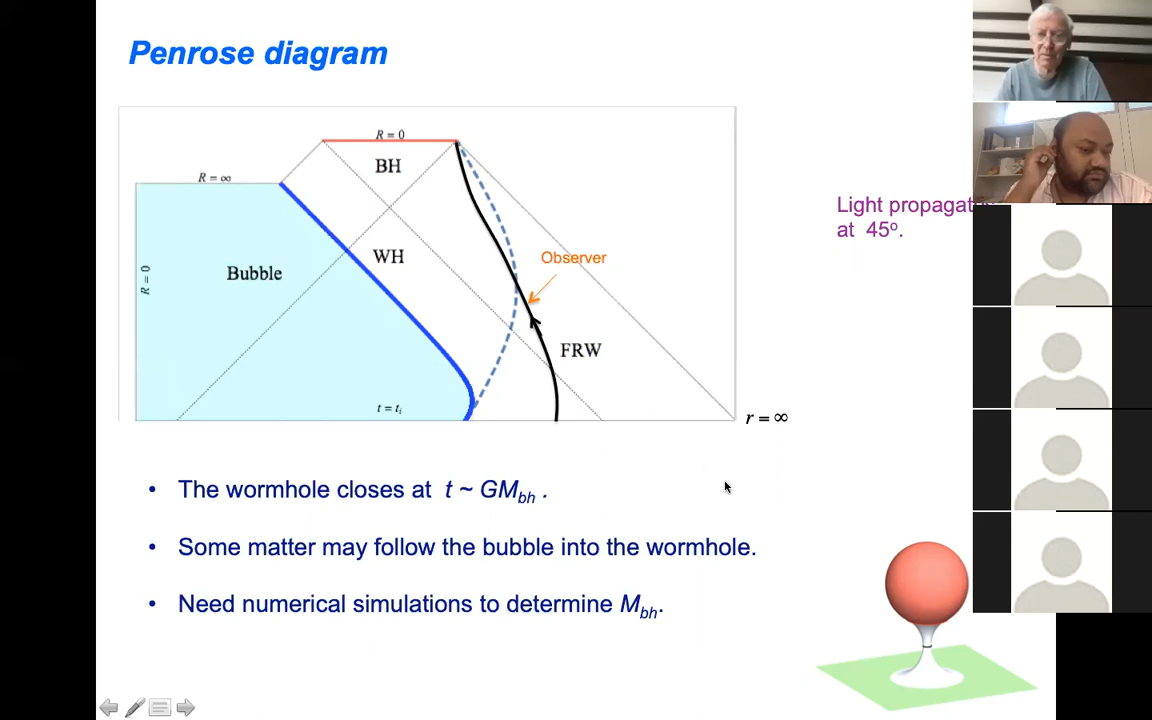 Penrose diagram
R = 0
BH
R = ∞
Light propagat
at 45º.
WH
Observer
Bubble
R = 0
FRW
t = tᵢ
r = ∞
• The wormhole closes at t ~ GMbh .
• Some matter may follow the bubble into the wormhole.
• Need numerical simulations to determine Mbh.